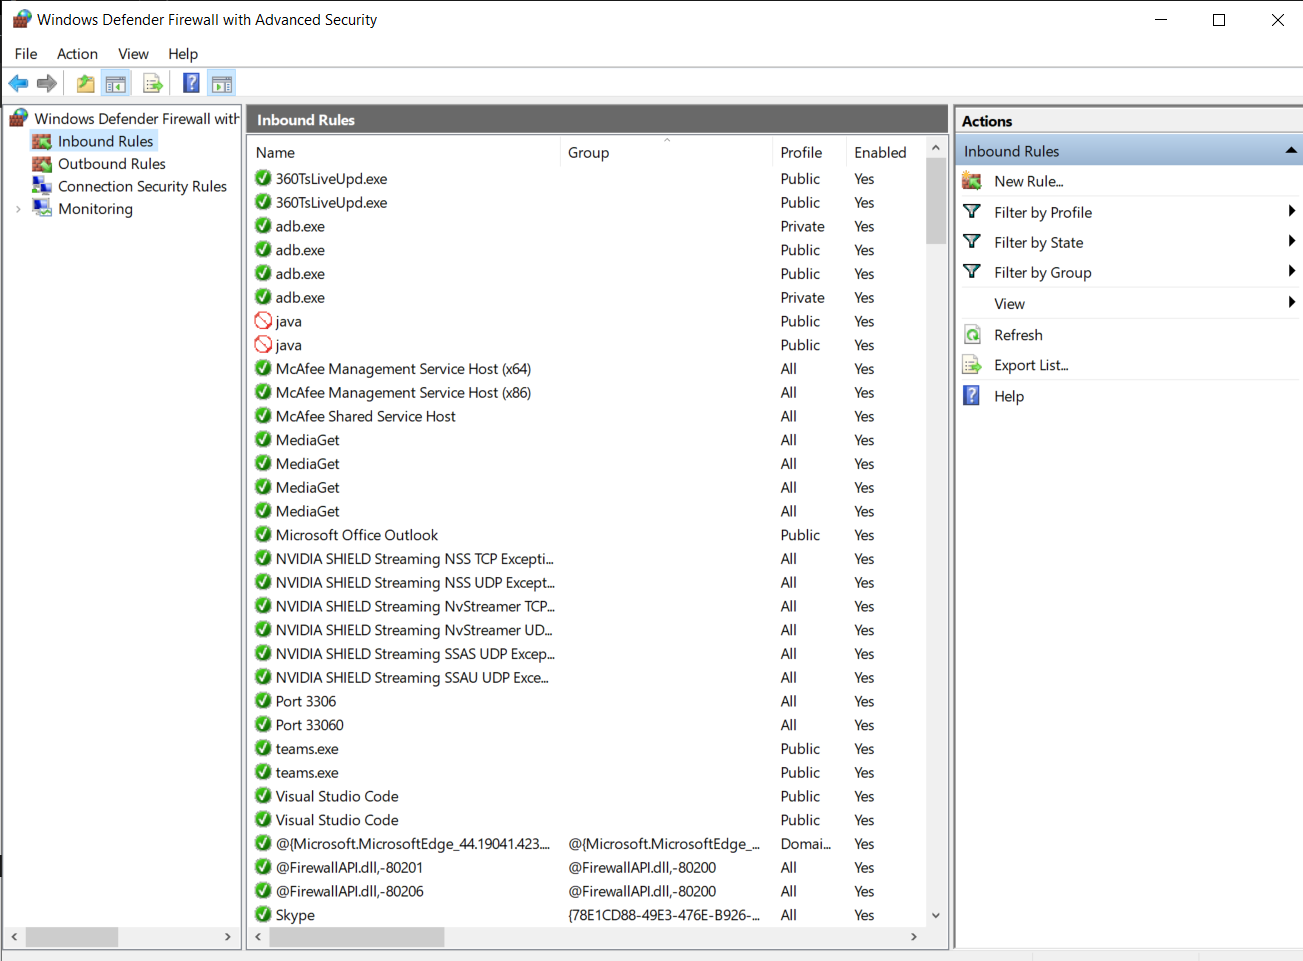 Windows Defender Firewall with Advanced Security
File Action View Help
Windows Defender Firewall with
Inbound Rules
Outbound Rules
Connection Security Rules
Monitoring
Inbound Rules
Name Group Profile Enabled
360TsLiveUpd.exe Public Yes
360TsLiveUpd.exe Public Yes
adb.exe Private Yes
adb.exe Public Yes
adb.exe Public Yes
adb.exe Private Yes
java Public Yes
java Public Yes
McAfee Management Service Host (x64) All Yes
McAfee Management Service Host (x86) All Yes
McAfee Shared Service Host All Yes
MediaGet All Yes
MediaGet All Yes
MediaGet All Yes
MediaGet All Yes
Microsoft Office Outlook Public Yes
NVIDIA SHIELD Streaming NSS TCP Excepti... All Yes
NVIDIA SHIELD Streaming NSS UDP Except... All Yes
NVIDIA SHIELD Streaming NvStreamer TCP... All Yes
NVIDIA SHIELD Streaming NvStreamer UD... All Yes
NVIDIA SHIELD Streaming SSAS UDP Excep... All Yes
NVIDIA SHIELD Streaming SSAU UDP Exce... All Yes
Port 3306 All Yes
Port 33060 All Yes
teams.exe Public Yes
teams.exe Public Yes
Visual Studio Code Public Yes
Visual Studio Code Public Yes
@{Microsoft.MicrosoftEdge_44.19041.423.... @{Microsoft.MicrosoftEdge_... Domai... Yes
@FirewallAPI.dll,-80201 @FirewallAPI.dll,-80200 All Yes
@FirewallAPI.dll,-80206 @FirewallAPI.dll,-80200 All Yes
Skype {78E1CD88-49E3-476E-B926-... All Yes
Actions
Inbound Rules
New Rule...
Filter by Profile
Filter by State
Filter by Group
View
Refresh
Export List...
Help